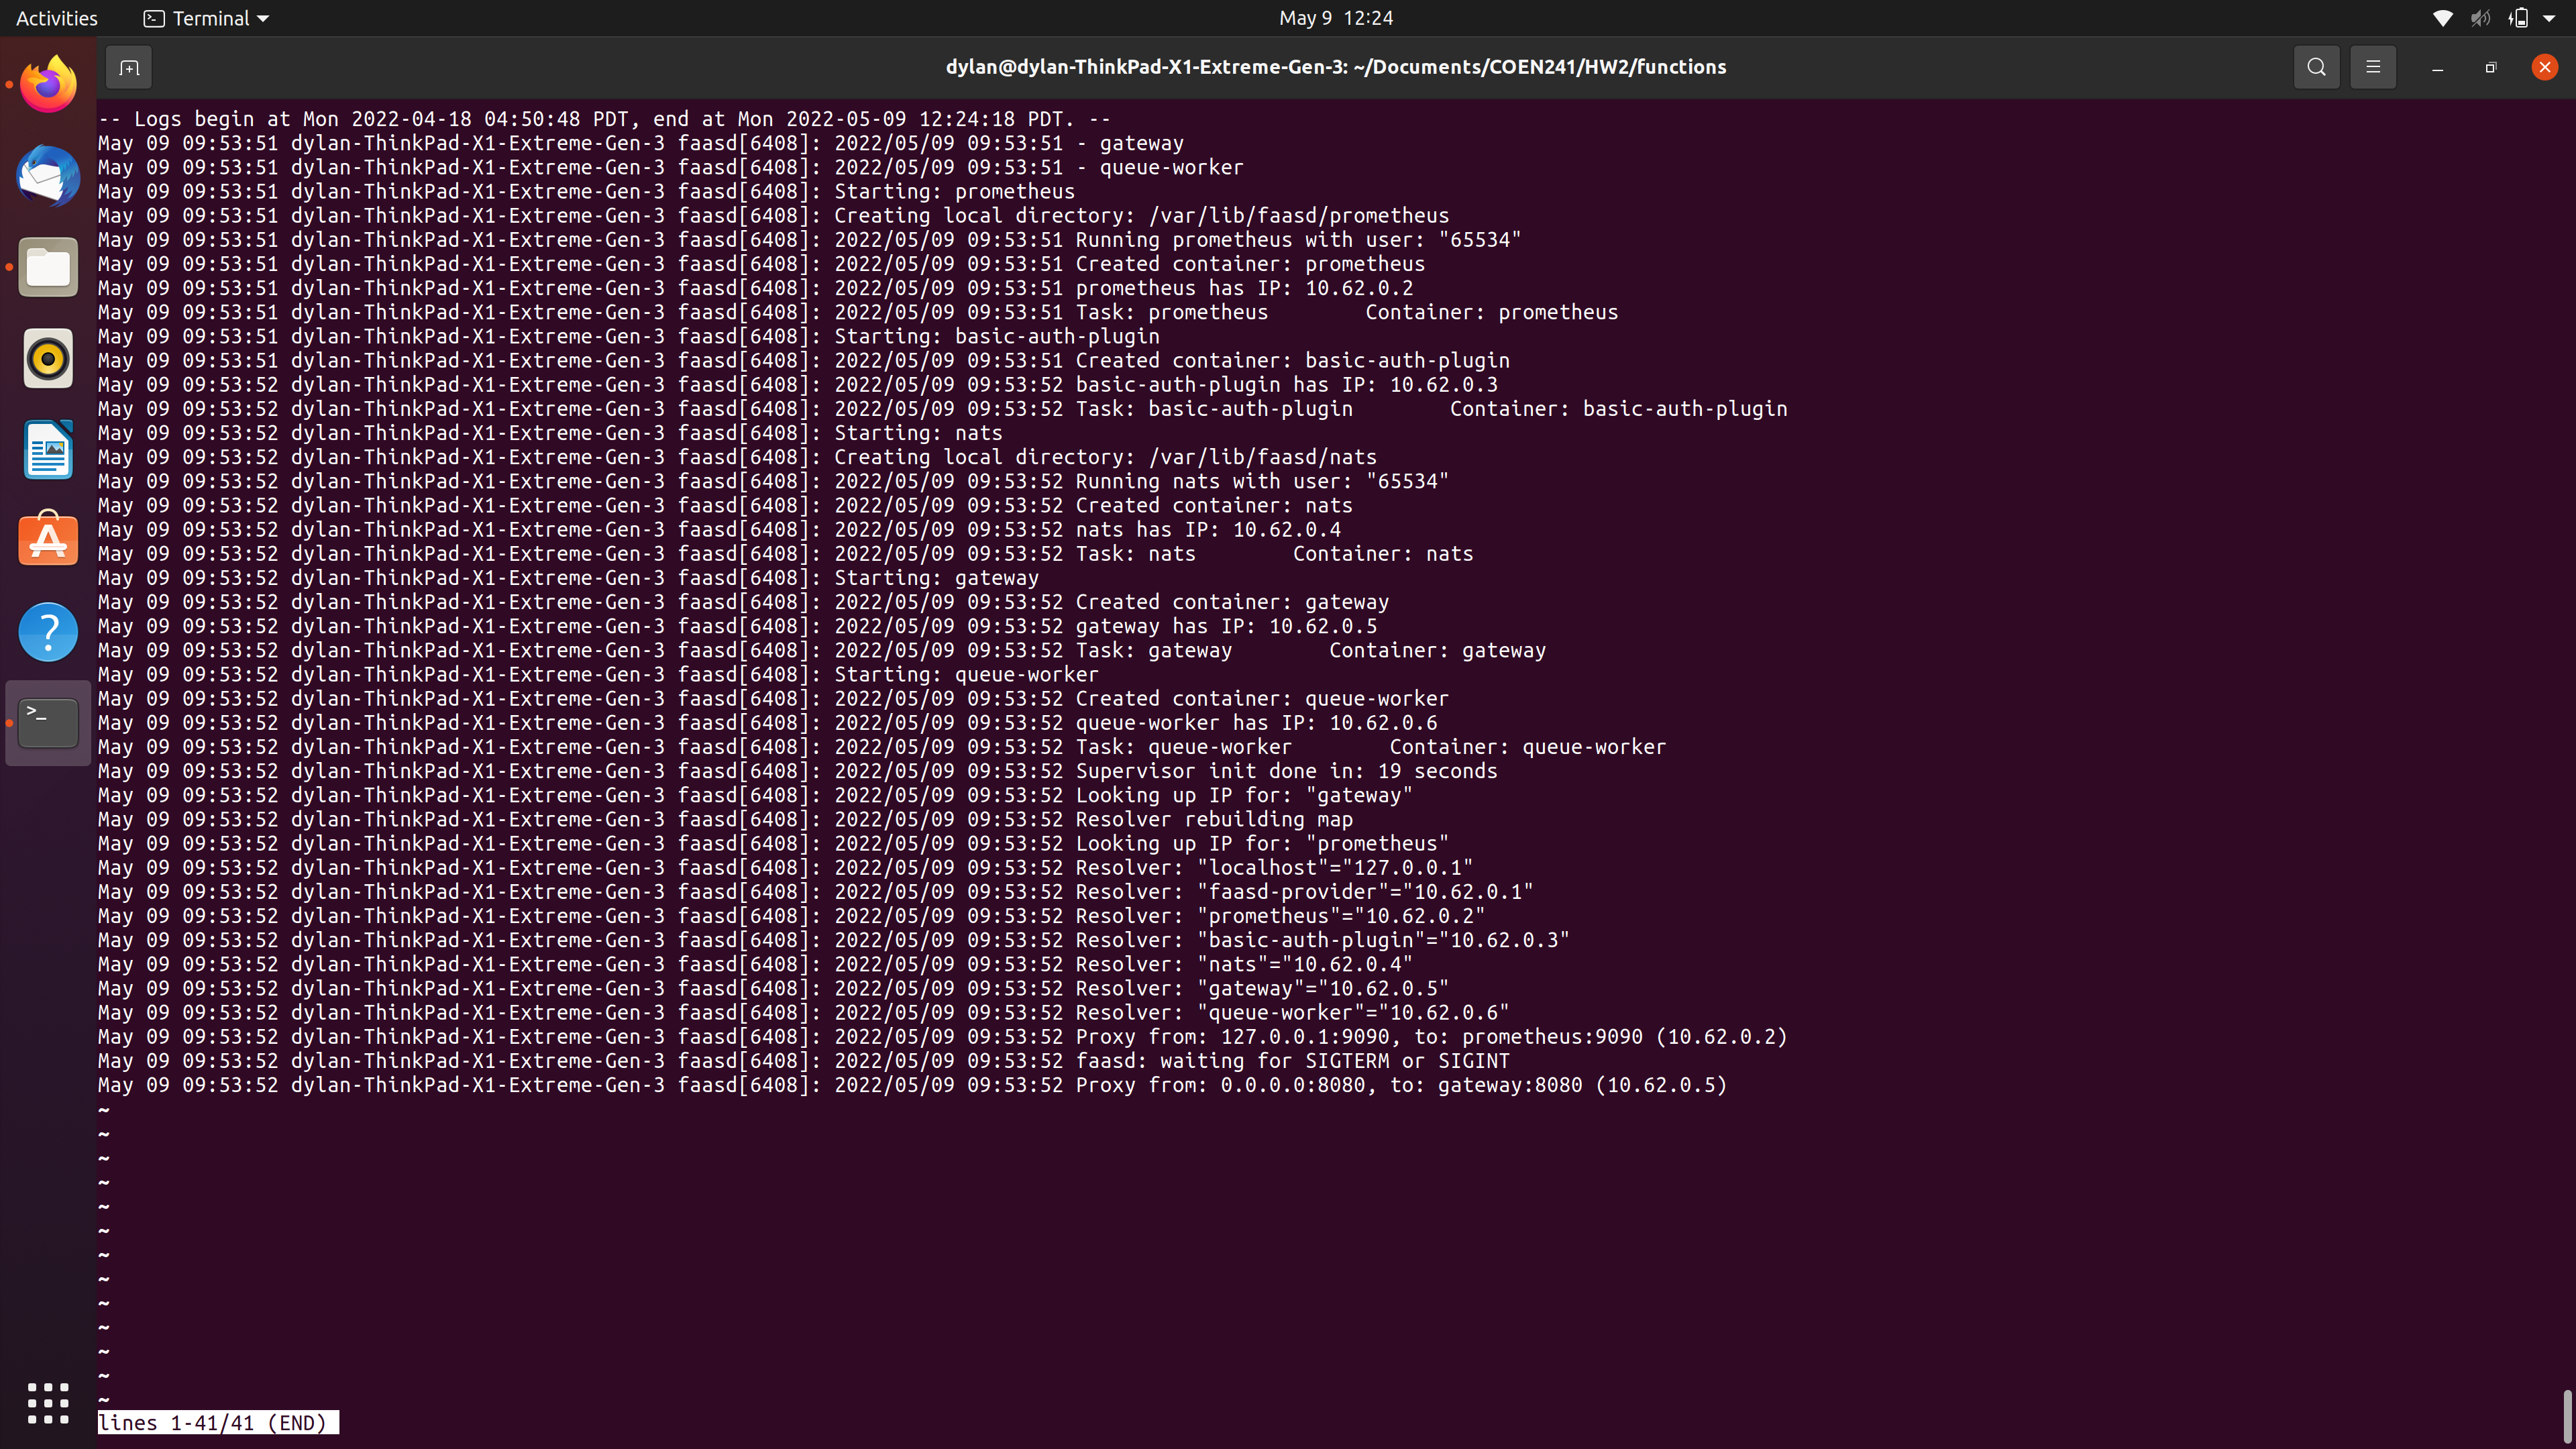 Activities
Terminal
May 9 12:24
dylan@dylan-ThinkPad-X1-Extreme-Gen-3: ~/Documents/COEN241/HW2/functions
-- Logs begin at Mon 2022-04-18 04:50:48 PDT, end at Mon 2022-05-09 12:24:18 PDT. --
May 09 09:53:51 dylan-ThinkPad-X1-Extreme-Gen-3 faasd[6408]: 2022/05/09 09:53:51 - gateway
May 09 09:53:51 dylan-ThinkPad-X1-Extreme-Gen-3 faasd[6408]: 2022/05/09 09:53:51 - queue-worker
May 09 09:53:51 dylan-ThinkPad-X1-Extreme-Gen-3 faasd[6408]: Starting: prometheus
May 09 09:53:51 dylan-ThinkPad-X1-Extreme-Gen-3 faasd[6408]: Creating local directory: /var/lib/faasd/prometheus
May 09 09:53:51 dylan-ThinkPad-X1-Extreme-Gen-3 faasd[6408]: 2022/05/09 09:53:51 Running prometheus with user: "65534"
May 09 09:53:51 dylan-ThinkPad-X1-Extreme-Gen-3 faasd[6408]: 2022/05/09 09:53:51 Created container: prometheus
May 09 09:53:51 dylan-ThinkPad-X1-Extreme-Gen-3 faasd[6408]: 2022/05/09 09:53:51 prometheus has IP: 10.62.0.2
May 09 09:53:51 dylan-ThinkPad-X1-Extreme-Gen-3 faasd[6408]: 2022/05/09 09:53:51 Task: prometheus        Container: prometheus
May 09 09:53:51 dylan-ThinkPad-X1-Extreme-Gen-3 faasd[6408]: Starting: basic-auth-plugin
May 09 09:53:51 dylan-ThinkPad-X1-Extreme-Gen-3 faasd[6408]: 2022/05/09 09:53:51 Created container: basic-auth-plugin
May 09 09:53:52 dylan-ThinkPad-X1-Extreme-Gen-3 faasd[6408]: 2022/05/09 09:53:52 basic-auth-plugin has IP: 10.62.0.3
May 09 09:53:52 dylan-ThinkPad-X1-Extreme-Gen-3 faasd[6408]: 2022/05/09 09:53:52 Task: basic-auth-plugin        Container: basic-auth-plugin
May 09 09:53:52 dylan-ThinkPad-X1-Extreme-Gen-3 faasd[6408]: Starting: nats
May 09 09:53:52 dylan-ThinkPad-X1-Extreme-Gen-3 faasd[6408]: Creating local directory: /var/lib/faasd/nats
May 09 09:53:52 dylan-ThinkPad-X1-Extreme-Gen-3 faasd[6408]: 2022/05/09 09:53:52 Running nats with user: "65534"
May 09 09:53:52 dylan-ThinkPad-X1-Extreme-Gen-3 faasd[6408]: 2022/05/09 09:53:52 Created container: nats
May 09 09:53:52 dylan-ThinkPad-X1-Extreme-Gen-3 faasd[6408]: 2022/05/09 09:53:52 nats has IP: 10.62.0.4
May 09 09:53:52 dylan-ThinkPad-X1-Extreme-Gen-3 faasd[6408]: 2022/05/09 09:53:52 Task: nats        Container: nats
May 09 09:53:52 dylan-ThinkPad-X1-Extreme-Gen-3 faasd[6408]: Starting: gateway
May 09 09:53:52 dylan-ThinkPad-X1-Extreme-Gen-3 faasd[6408]: 2022/05/09 09:53:52 Created container: gateway
May 09 09:53:52 dylan-ThinkPad-X1-Extreme-Gen-3 faasd[6408]: 2022/05/09 09:53:52 gateway has IP: 10.62.0.5
May 09 09:53:52 dylan-ThinkPad-X1-Extreme-Gen-3 faasd[6408]: 2022/05/09 09:53:52 Task: gateway        Container: gateway
May 09 09:53:52 dylan-ThinkPad-X1-Extreme-Gen-3 faasd[6408]: Starting: queue-worker
May 09 09:53:52 dylan-ThinkPad-X1-Extreme-Gen-3 faasd[6408]: 2022/05/09 09:53:52 Created container: queue-worker
May 09 09:53:52 dylan-ThinkPad-X1-Extreme-Gen-3 faasd[6408]: 2022/05/09 09:53:52 queue-worker has IP: 10.62.0.6
May 09 09:53:52 dylan-ThinkPad-X1-Extreme-Gen-3 faasd[6408]: 2022/05/09 09:53:52 Task: queue-worker        Container: queue-worker
May 09 09:53:52 dylan-ThinkPad-X1-Extreme-Gen-3 faasd[6408]: 2022/05/09 09:53:52 Supervisor init done in: 19 seconds
May 09 09:53:52 dylan-ThinkPad-X1-Extreme-Gen-3 faasd[6408]: 2022/05/09 09:53:52 Looking up IP for: "gateway"
May 09 09:53:52 dylan-ThinkPad-X1-Extreme-Gen-3 faasd[6408]: 2022/05/09 09:53:52 Resolver rebuilding map
May 09 09:53:52 dylan-ThinkPad-X1-Extreme-Gen-3 faasd[6408]: 2022/05/09 09:53:52 Looking up IP for: "prometheus"
May 09 09:53:52 dylan-ThinkPad-X1-Extreme-Gen-3 faasd[6408]: 2022/05/09 09:53:52 Resolver: "localhost"="127.0.0.1"
May 09 09:53:52 dylan-ThinkPad-X1-Extreme-Gen-3 faasd[6408]: 2022/05/09 09:53:52 Resolver: "faasd-provider"="10.62.0.1"
May 09 09:53:52 dylan-ThinkPad-X1-Extreme-Gen-3 faasd[6408]: 2022/05/09 09:53:52 Resolver: "prometheus"="10.62.0.2"
May 09 09:53:52 dylan-ThinkPad-X1-Extreme-Gen-3 faasd[6408]: 2022/05/09 09:53:52 Resolver: "basic-auth-plugin"="10.62.0.3"
May 09 09:53:52 dylan-ThinkPad-X1-Extreme-Gen-3 faasd[6408]: 2022/05/09 09:53:52 Resolver: "nats"="10.62.0.4"
May 09 09:53:52 dylan-ThinkPad-X1-Extreme-Gen-3 faasd[6408]: 2022/05/09 09:53:52 Resolver: "gateway"="10.62.0.5"
May 09 09:53:52 dylan-ThinkPad-X1-Extreme-Gen-3 faasd[6408]: 2022/05/09 09:53:52 Resolver: "queue-worker"="10.62.0.6"
May 09 09:53:52 dylan-ThinkPad-X1-Extreme-Gen-3 faasd[6408]: 2022/05/09 09:53:52 Proxy from: 127.0.0.1:9090, to: prometheus:9090 (10.62.0.2)
May 09 09:53:52 dylan-ThinkPad-X1-Extreme-Gen-3 faasd[6408]: 2022/05/09 09:53:52 faasd: waiting for SIGTERM or SIGINT
May 09 09:53:52 dylan-ThinkPad-X1-Extreme-Gen-3 faasd[6408]: 2022/05/09 09:53:52 Proxy from: 0.0.0.0:8080, to: gateway:8080 (10.62.0.5)
~
~
~
~
~
~
~
~
~
~
~
~
~
lines 1-41/41 (END)